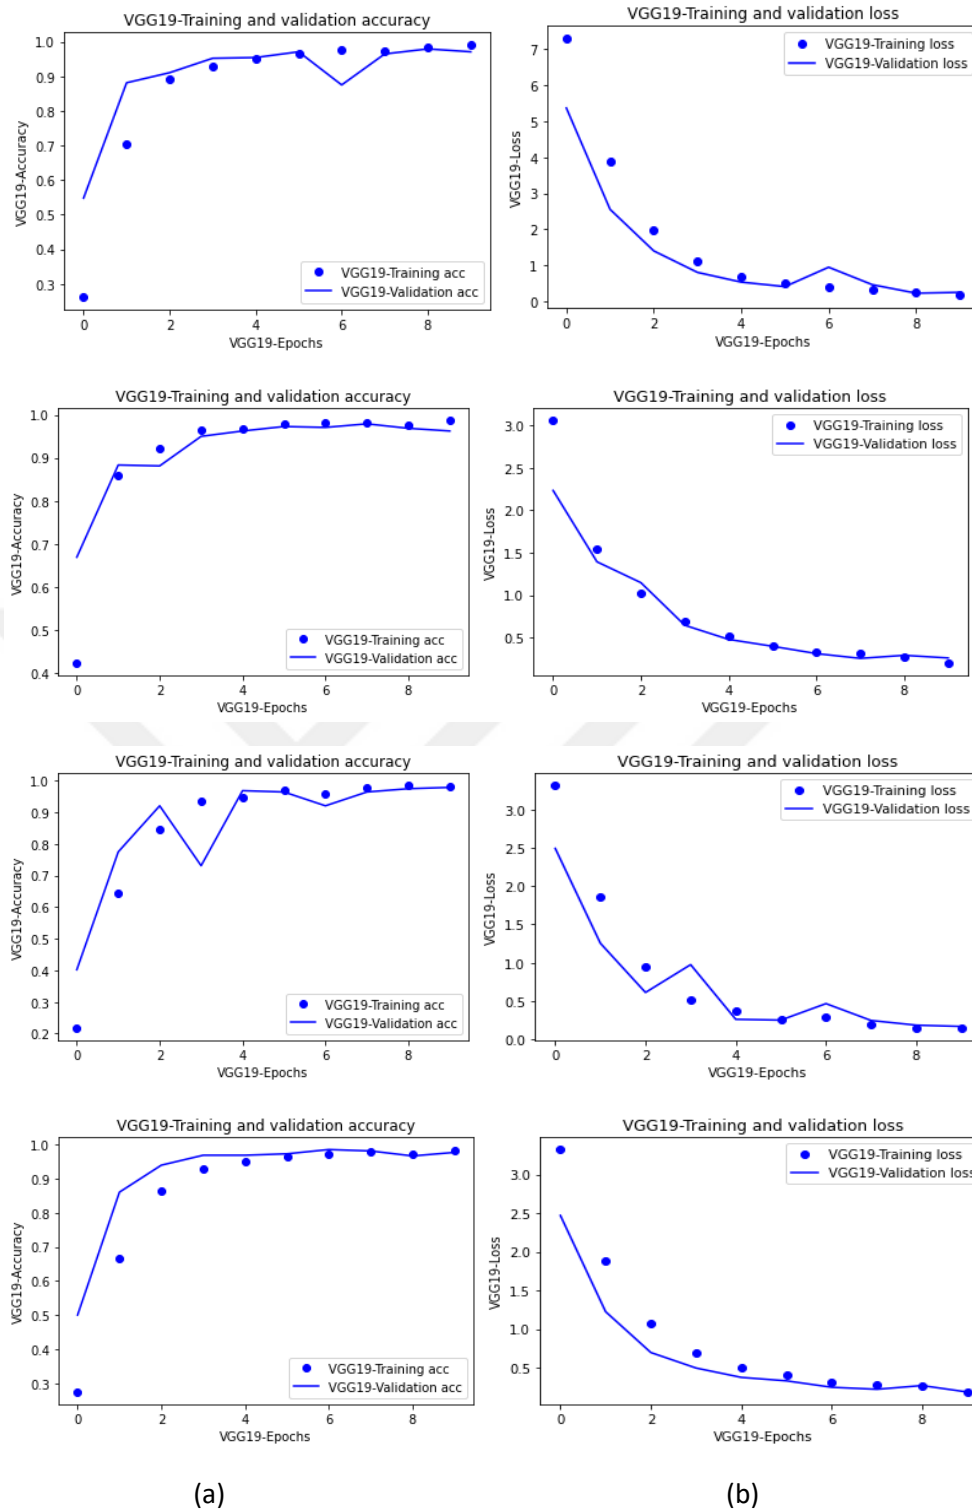 VGG19-Training and validation accuracy
1.0
0.9
0.8
0.7
0.6
0.5
0.4
0.3
VGG19-Accuracy
VGG19-Training acc
VGG19-Validation acc
0 2 4 6 8
VGG19-Epochs
VGG19-Training and validation loss
7
6
5
4
3
2
1
0
VGG19-Loss
VGG19-Training loss
VGG19-Validation loss
0 2 4 6 8
VGG19-Epochs
VGG19-Training and validation accuracy
1.0
0.9
0.8
0.7
0.6
0.5
0.4
VGG19-Accuracy
VGG19-Training acc
VGG19-Validation acc
0 2 4 6 8
VGG19-Epochs
VGG19-Training and validation loss
3.0
2.5
2.0
1.5
1.0
0.5
VGG19-Loss
VGG19-Training loss
VGG19-Validation loss
0 2 4 6 8
VGG19-Epochs
VGG19-Training and validation accuracy
1.0
0.9
0.8
0.7
0.6
0.5
0.4
0.3
0.2
VGG19-Accuracy
VGG19-Training acc
VGG19-Validation acc
0 2 4 6 8
VGG19-Epochs
VGG19-Training and validation loss
3.0
2.5
2.0
1.5
1.0
0.5
0.0
VGG19-Loss
VGG19-Training loss
VGG19-Validation loss
0 2 4 6 8
VGG19-Epochs
VGG19-Training and validation accuracy
1.0
0.9
0.8
0.7
0.6
0.5
0.4
0.3
VGG19-Accuracy
VGG19-Training acc
VGG19-Validation acc
0 2 4 6 8
VGG19-Epochs
VGG19-Training and validation loss
3.0
2.5
2.0
1.5
1.0
0.5
VGG19-Loss
VGG19-Training loss
VGG19-Validation loss
0 2 4 6 8
VGG19-Epochs
(a) (b)